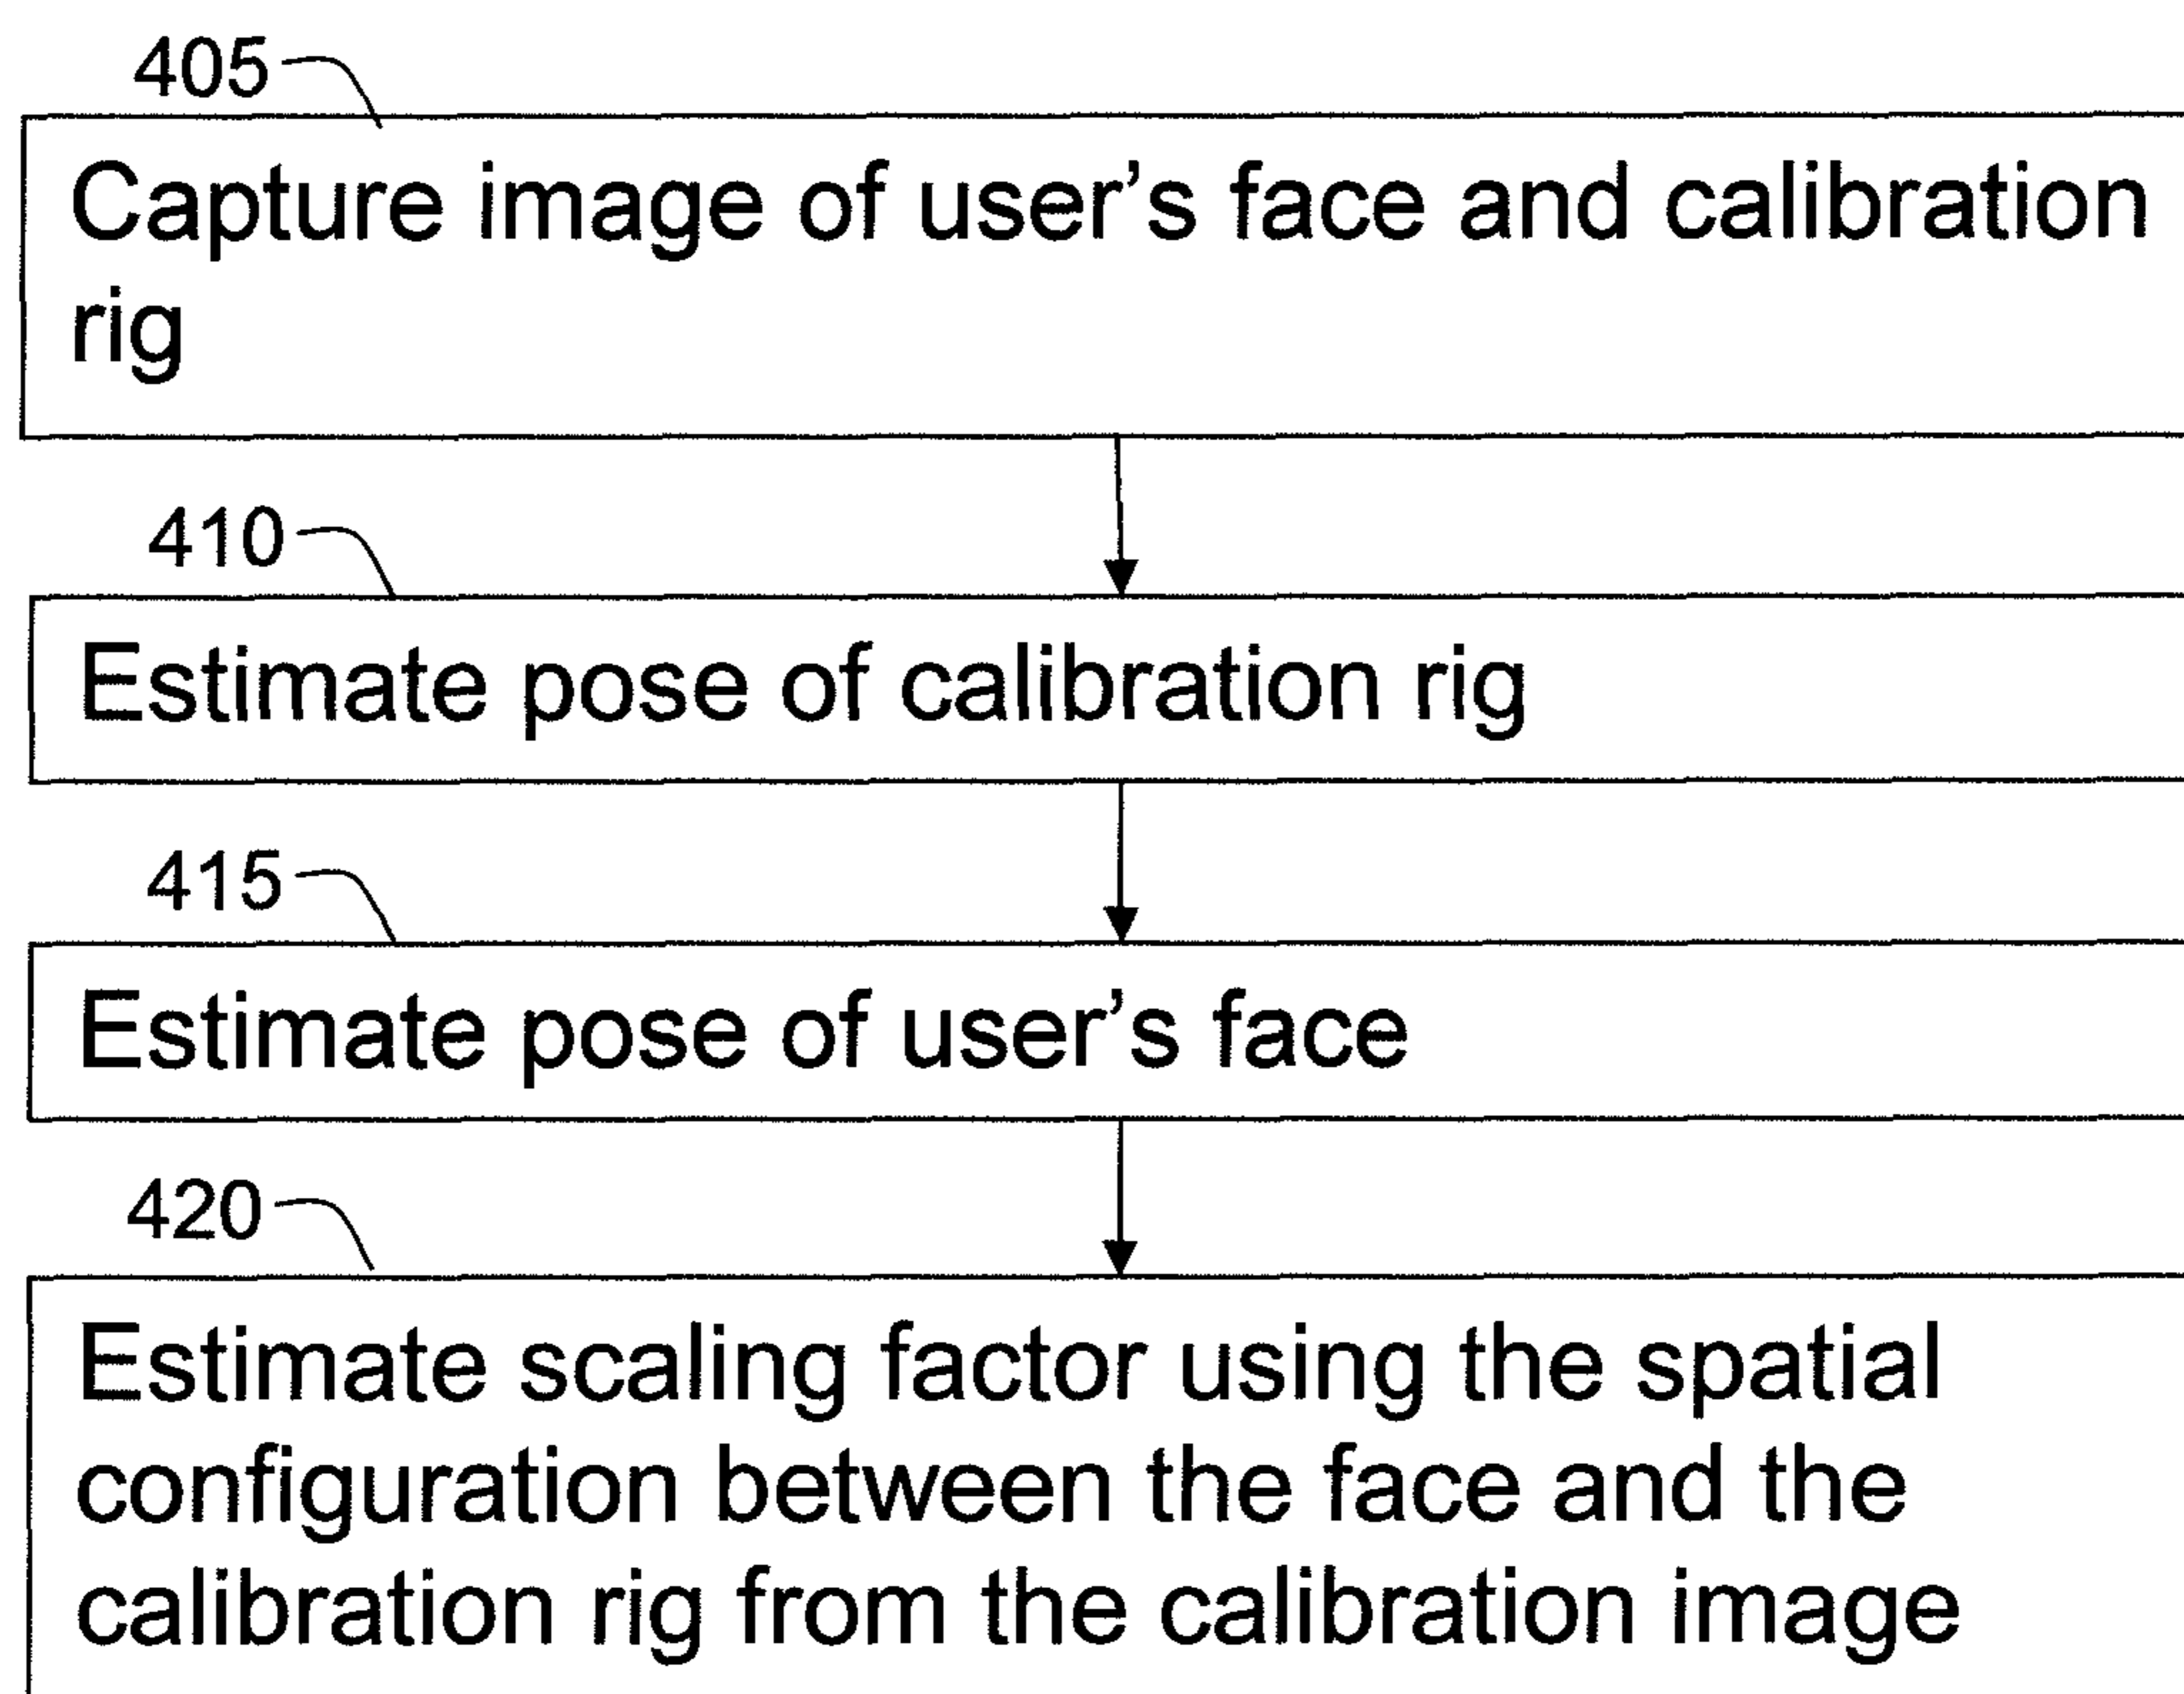 405
Capture image of user's face and calibration
rig
410
Estimate pose of calibration rig
415
Estimate pose of user's face
420
Estimate scaling factor using the spatial
configuration between the face and the
calibration rig from the calibration image